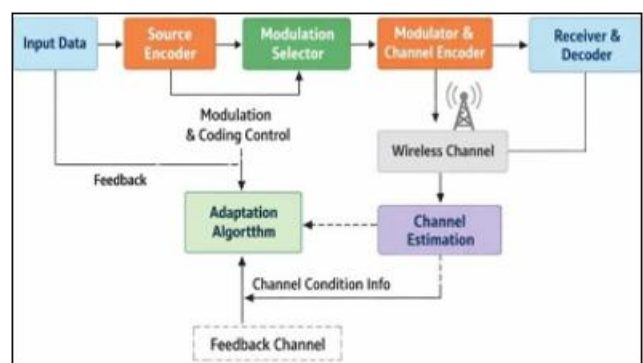 Input Data
Source
Encoder
Modulation
Selector
Modulator &
Channel Encoder
Receiver &
Decoder
Modulation
& Coding Control
Wireless Channel
Feedback
Adaptation
Algortthm
Channel
Estimation
Channel Condition Info
Feedback Channel